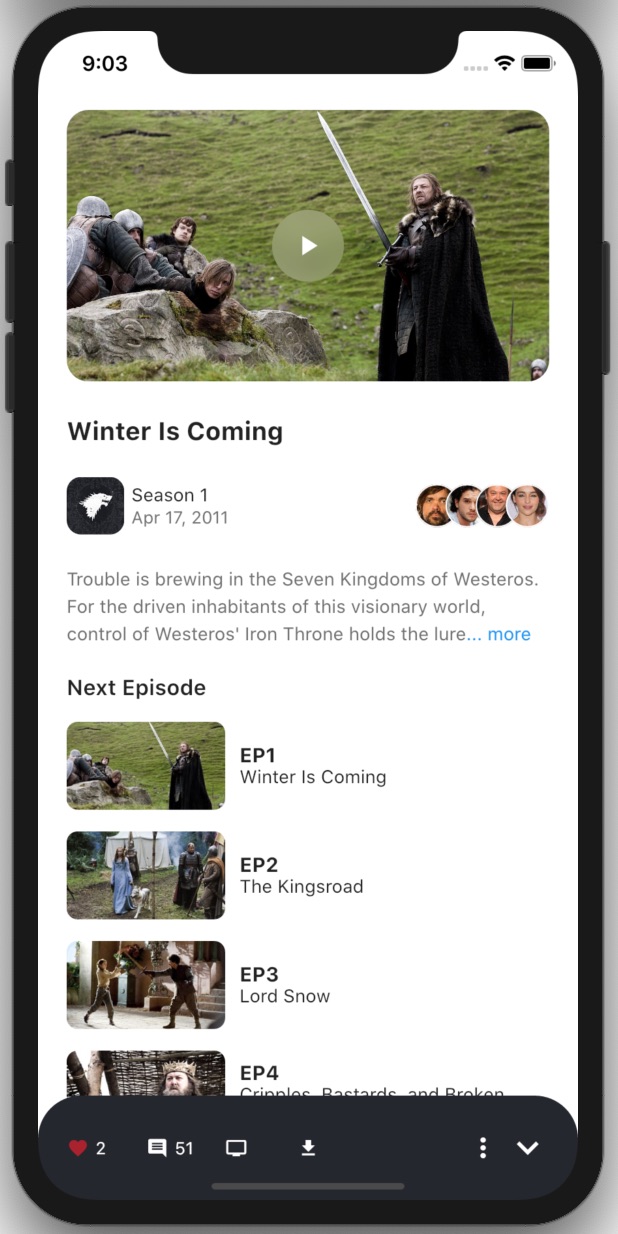 9:03
Winter Is Coming
Season 1
Apr 17, 2011
Trouble is brewing in the Seven Kingdoms of Westeros.
For the driven inhabitants of this visionary world,
control of Westeros' Iron Throne holds the lure... more
Next Episode
EP1
Winter Is Coming
EP2
The Kingsroad
EP3
Lord Snow
EP4
Cripples, Bastards, and Broken
2
51